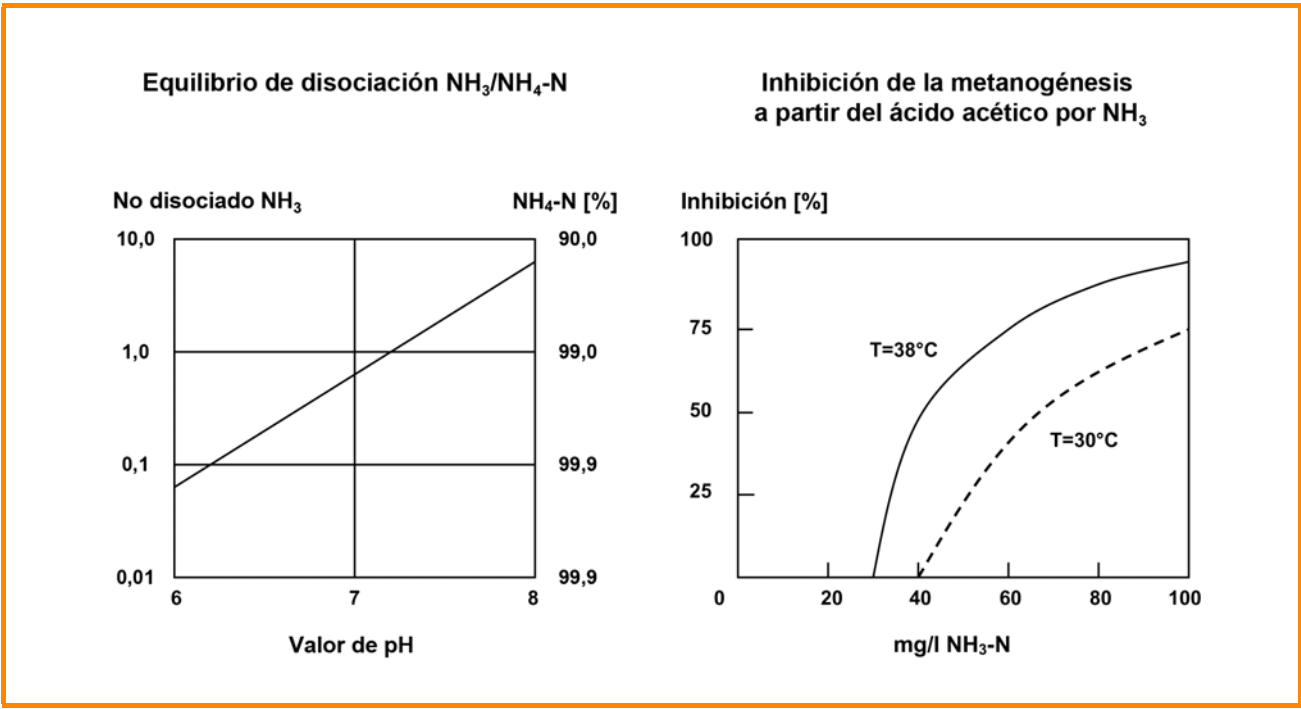 Equilibrio de disociación NH₃/NH₄-N
No disociado NH₃
NH₄-N [%]
10,0
1,0
0,1
0,01
90,0
99,0
99,9
99,9
6
7
8
Valor de pH
Inhibición de la metanogénesis
a partir del ácido acético por NH₃
Inhibición [%]
100
75
50
25
T=38°C
T=30°C
0
20
40
60
80
100
mg/l NH₃-N